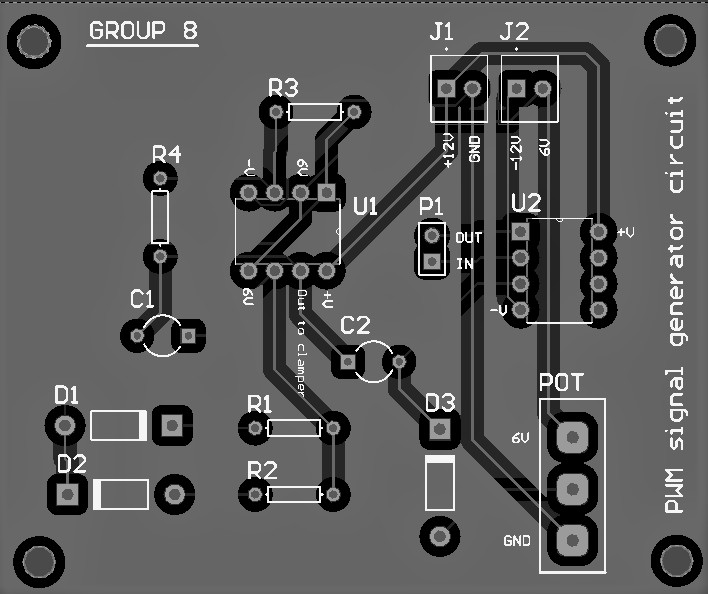 GROUP 8
J1
J2
R3
+12V
GND
-12V
6V
R4
-V
6V
U1
P1
U2
OUT
IN
+V
-V
6V
+V
Out to clamper
C1
C2
POT
D1
R1
D3
6V
D2
R2
GND
PWM signal generator circuit